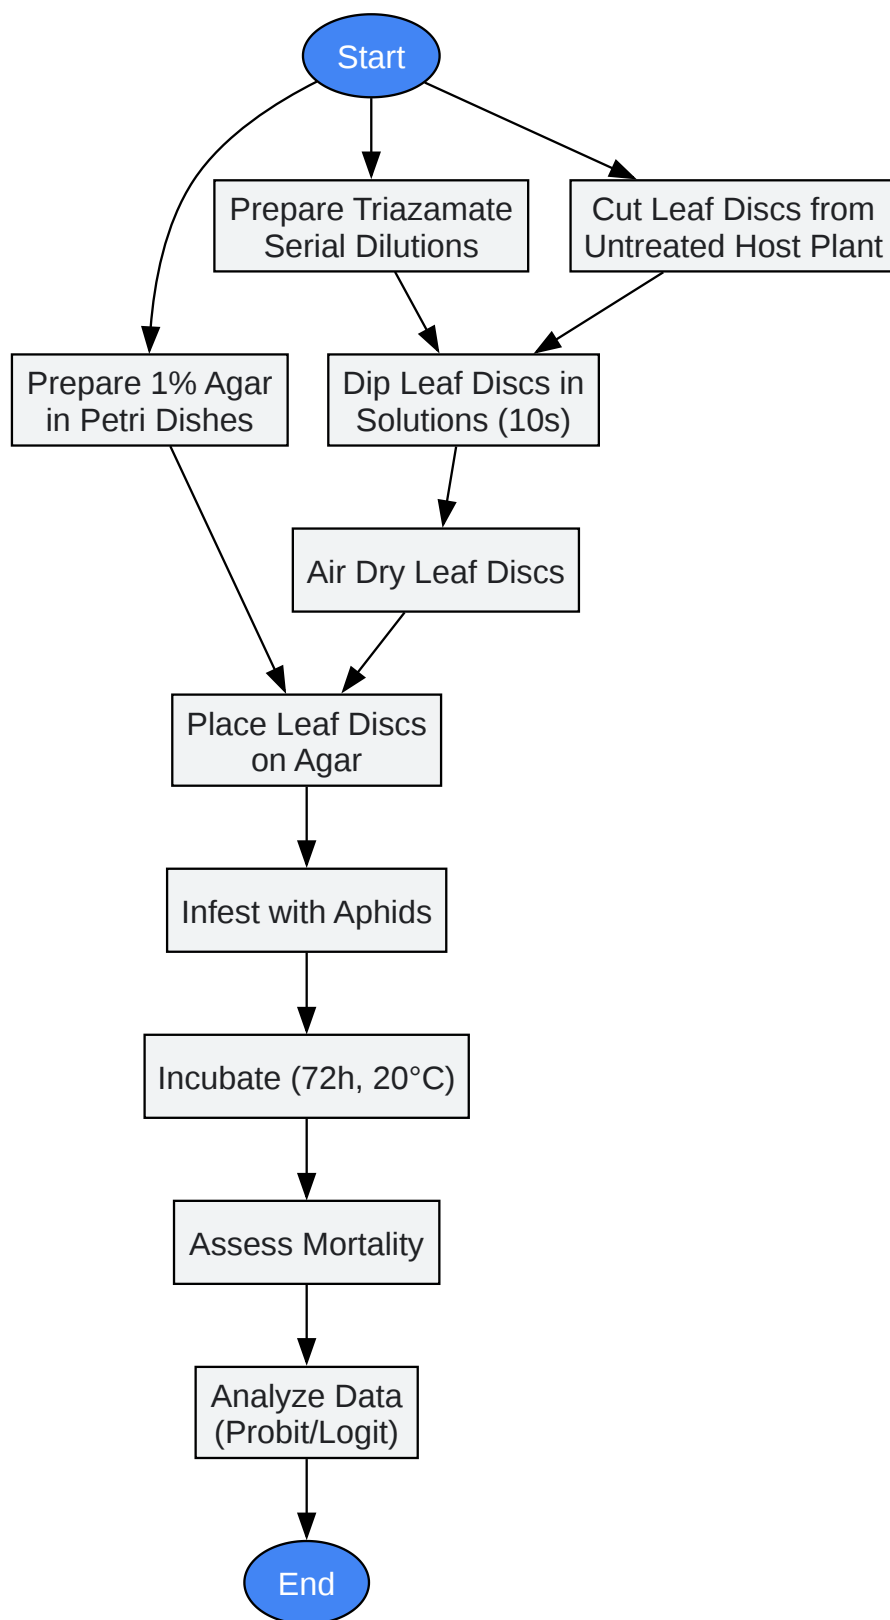 Start
Prepare Triazamate
Serial Dilutions
Cut Leaf Discs from
Untreated Host Plant
Prepare 1% Agar
in Petri Dishes
Dip Leaf Discs in
Solutions (10s)
Air Dry Leaf Discs
Place Leaf Discs
on Agar
Infest with Aphids
Incubate (72h, 20°C)
Assess Mortality
Analyze Data
(Probit/Logit)
End